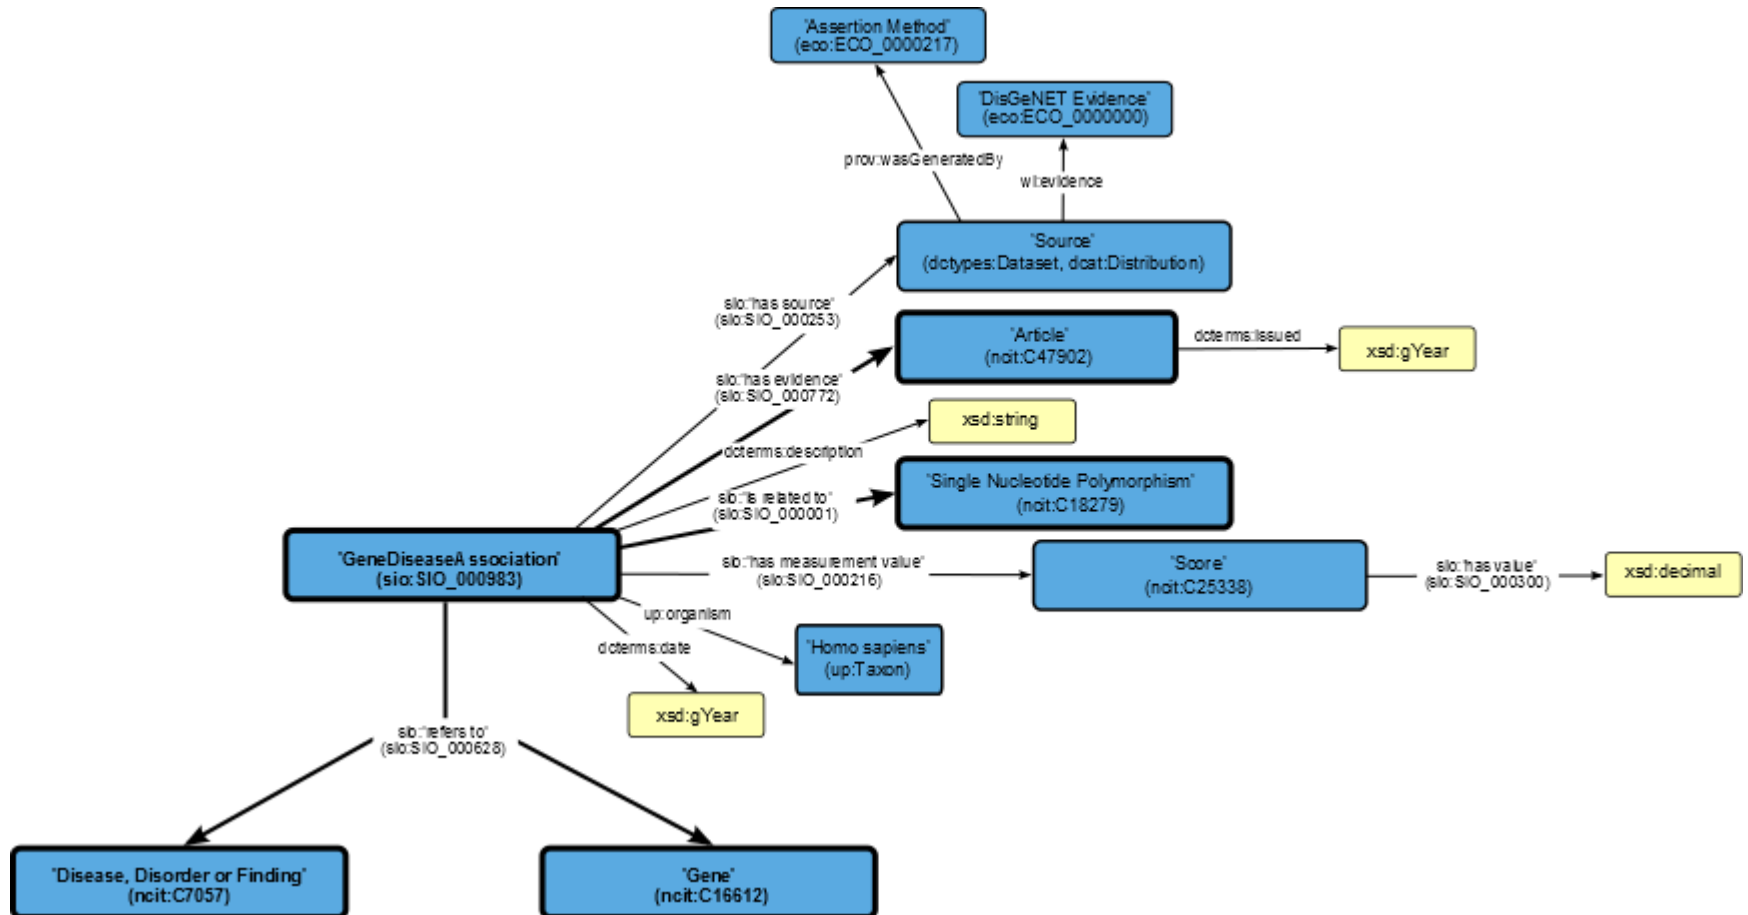 "Assertion Method"
(eco:ECO_0000217)
"DisGeNET Evidence"
(eco:ECO_0000000)
prov:wasGeneratedBy
wi:evidence
"Source"
(dctypes:Dataset, dcat:Distribution)
sio:"has source"
(sio:SIO_000253)
"Article"
(ncit:C47902)
dcterms:issued
xsd:gYear
sio:"has evidence"
(sio:SIO_000772)
xsd:string
dcterms:description
"Single Nucleotide Polymorphism"
(ncit:C18279)
sio:"is related to"
(sio:SIO_000001)
"GeneDiseaseAssociation"
(sio:SIO_000983)
sio:"has measurement value"
(sio:SIO_000216)
"Score"
(ncit:C25338)
sio:"has value"
(sio:SIO_000300)
xsd:decimal
up:organism
"Homo sapiens"
(up:Taxon)
dcterms:date
xsd:gYear
sio:"refers to"
(sio:SIO_000628)
"Disease, Disorder or Finding"
(ncit:C7057)
"Gene"
(ncit:C16612)